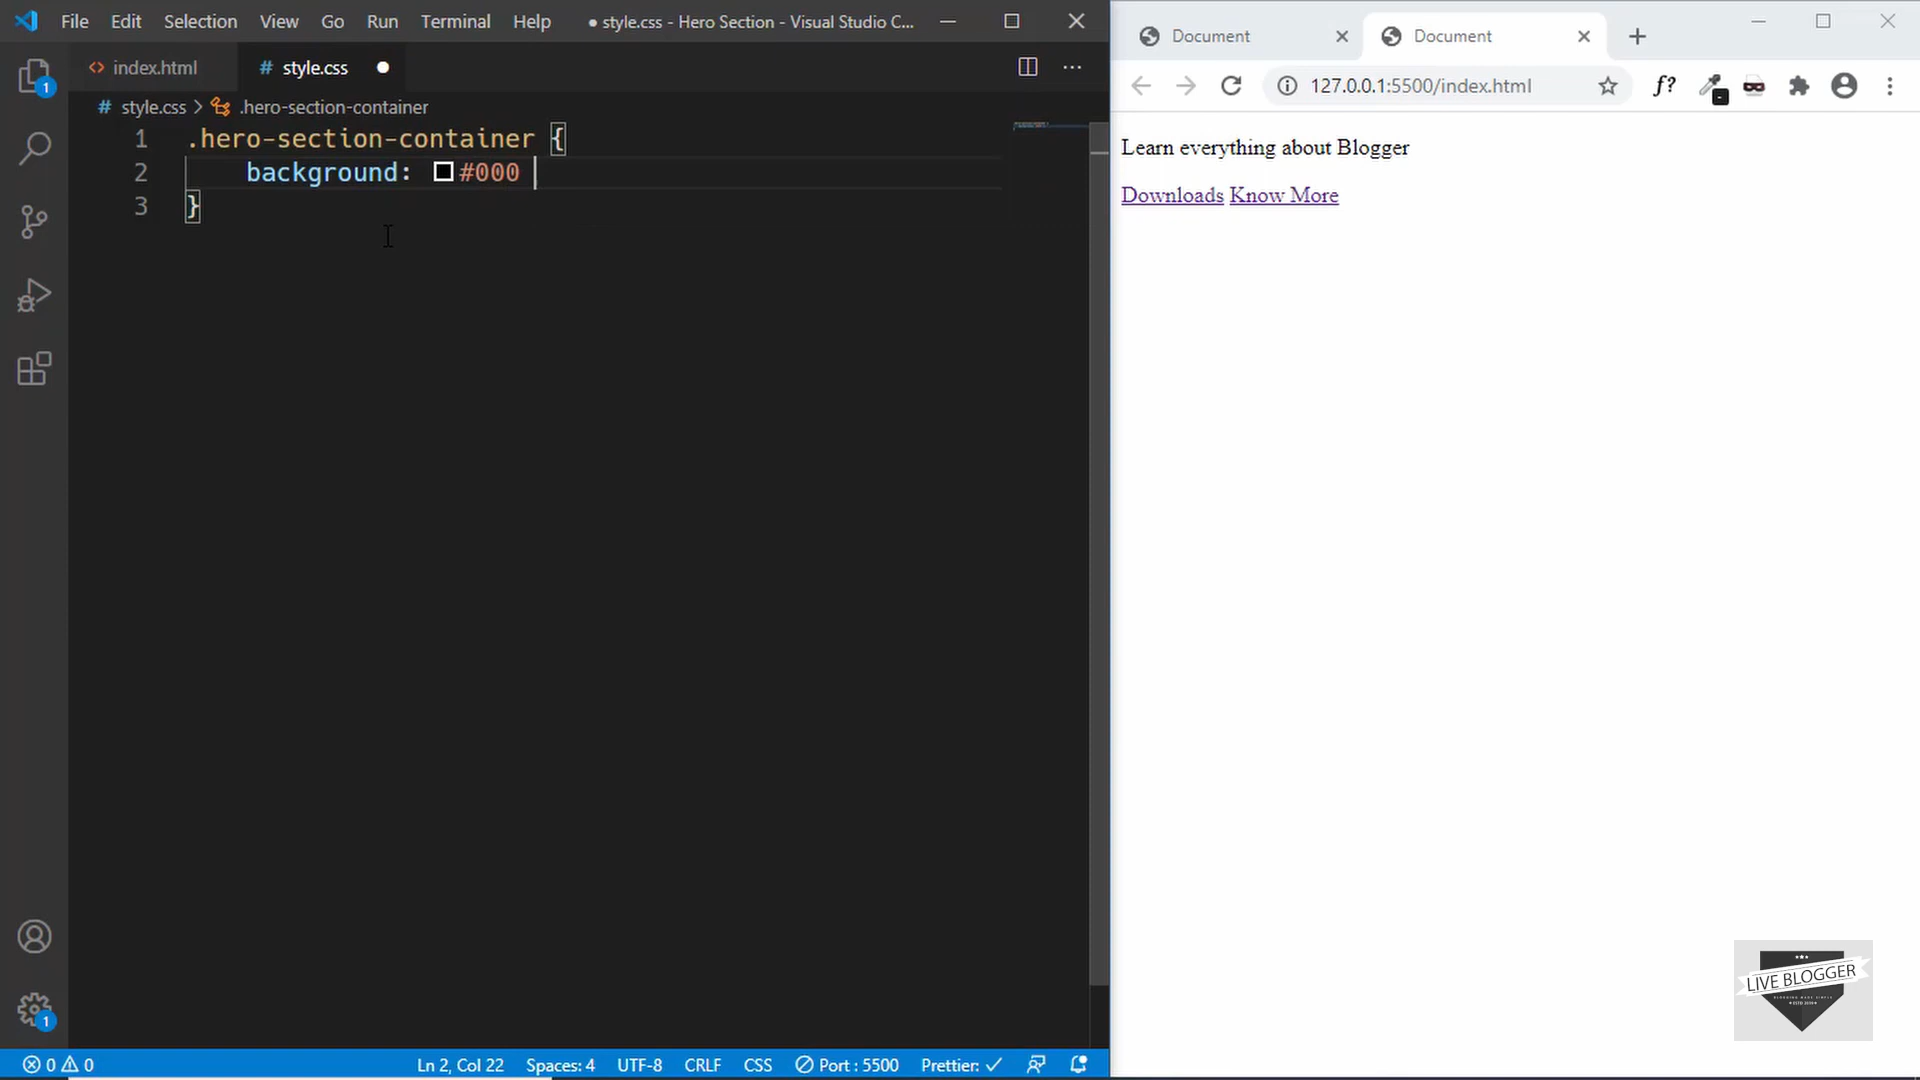 File Edit Selection View Go Run Terminal Help ● style.css - Hero Section - Visual Studio C...
index.html
# style.css
# style.css > .hero-section-container
1 .hero-section-container {
2 background: #000
3 }
1
1
0 0
Ln 2, Col 22 Spaces: 4 UTF-8 CRLF CSS Port : 5500 Prettier: ✓
Document Document
127.0.0.1:5500/index.html
f?
Learn everything about Blogger
Downloads Know More
LIVE BLOGGER